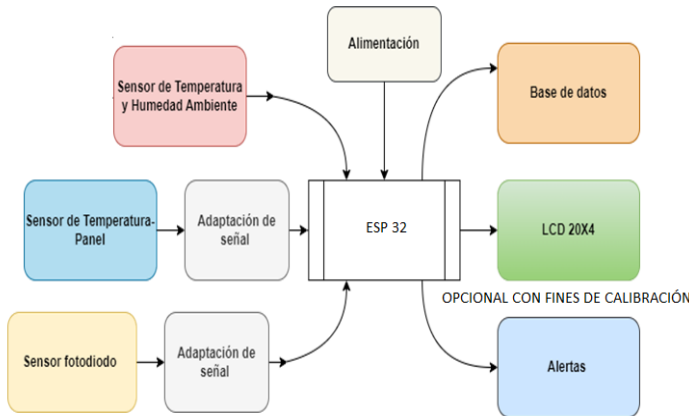 Alimentación
Sensor de Temperatura
y Humedad Ambiente
Base de datos
Sensor de Temperatura-
Panel
Adaptación de
señal
ESP 32
LCD 20X4
OPCIONAL CON FINES DE CALIBRACIÓN
Sensor fotodiodo
Adaptación de
señal
Alertas